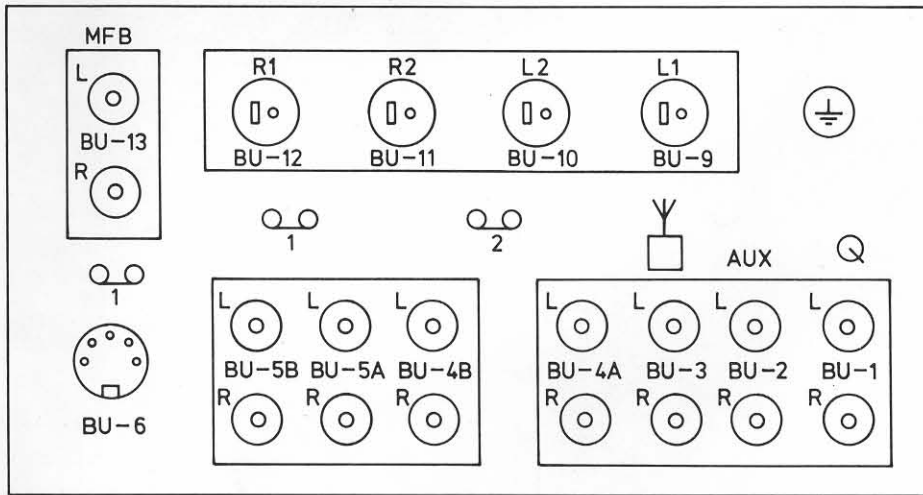 MFB
L
BU-13
R
R1 R2 L2 L1
BU-12 BU-11 BU-10 BU-9
1 2
1
AUX
BU-6
L L L
BU-5B BU-5A BU-4B
R R R
L L L L
BU-4A BU-3 BU-2 BU-1
R R R R